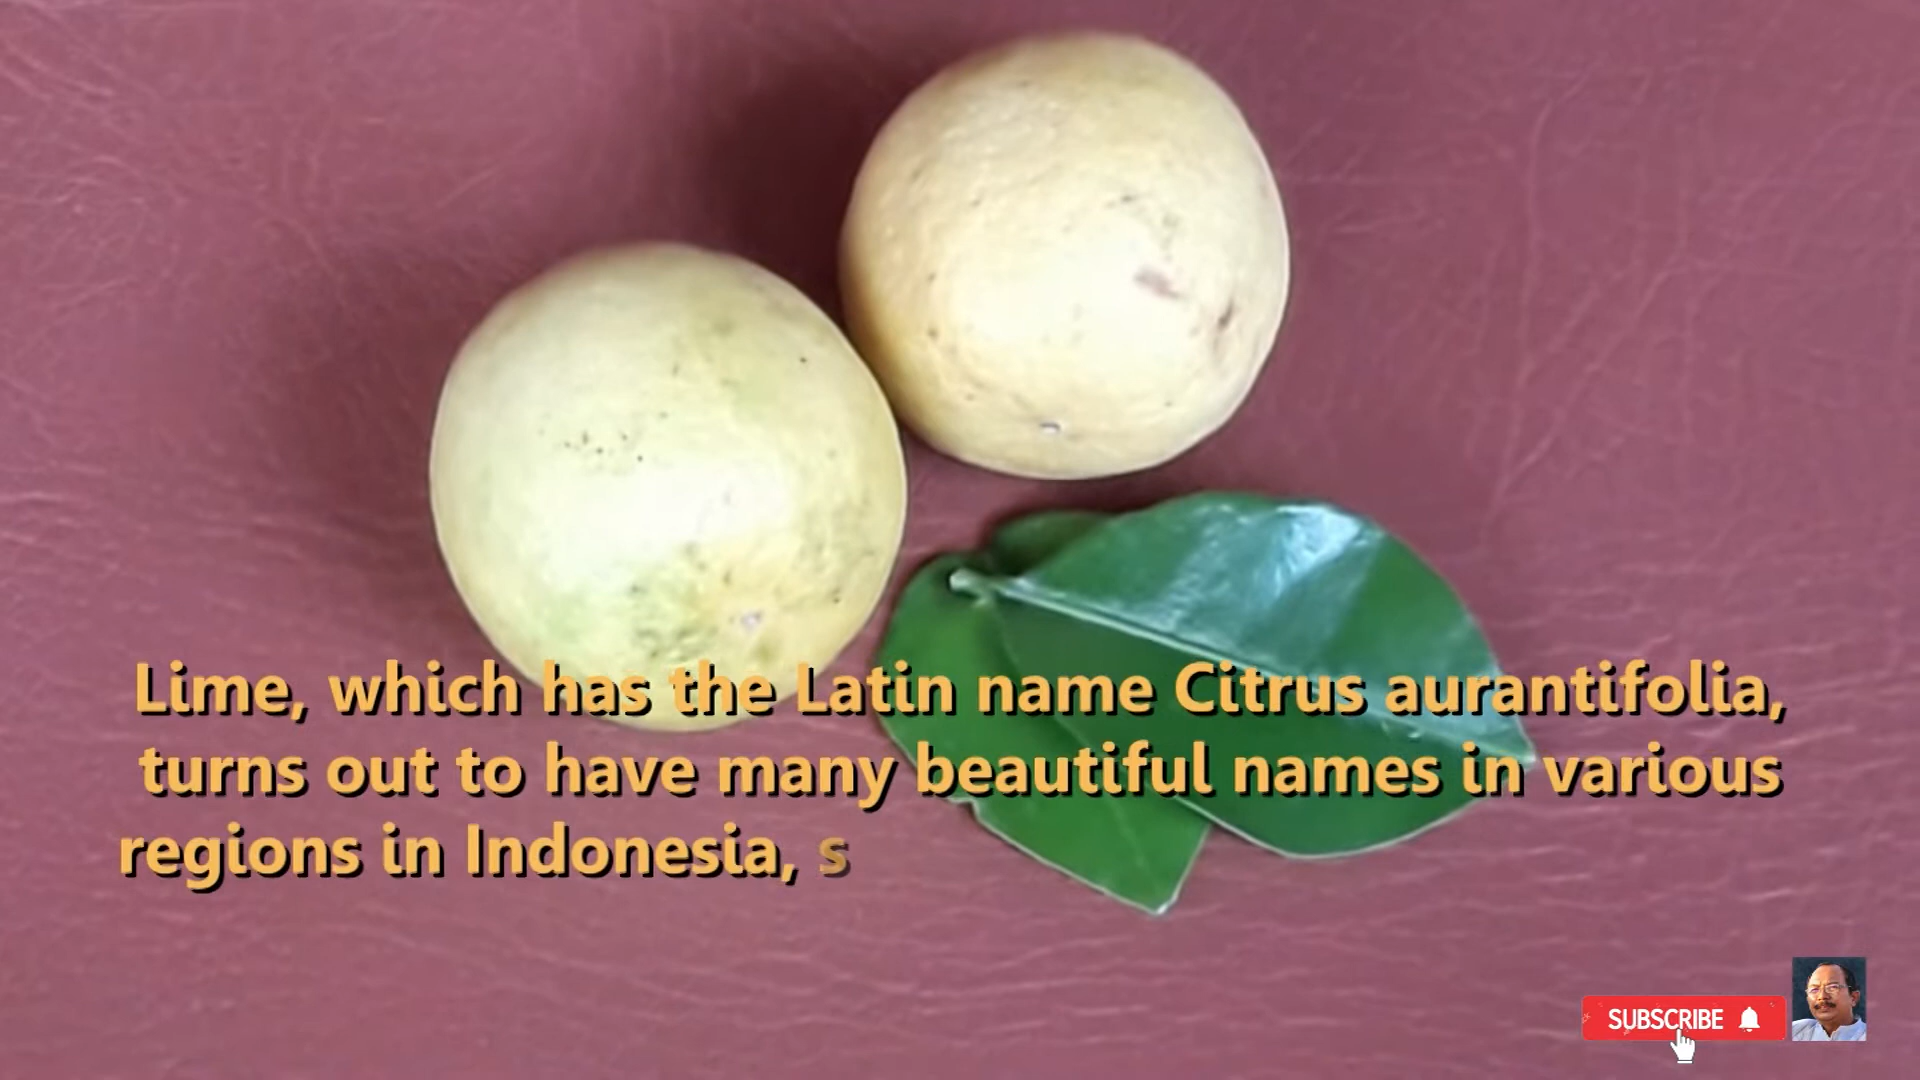 Lime, which has the Latin name Citrus aurantifolia,
turns out to have many beautiful names in various
regions in Indonesia, s
SUBSCRIBE